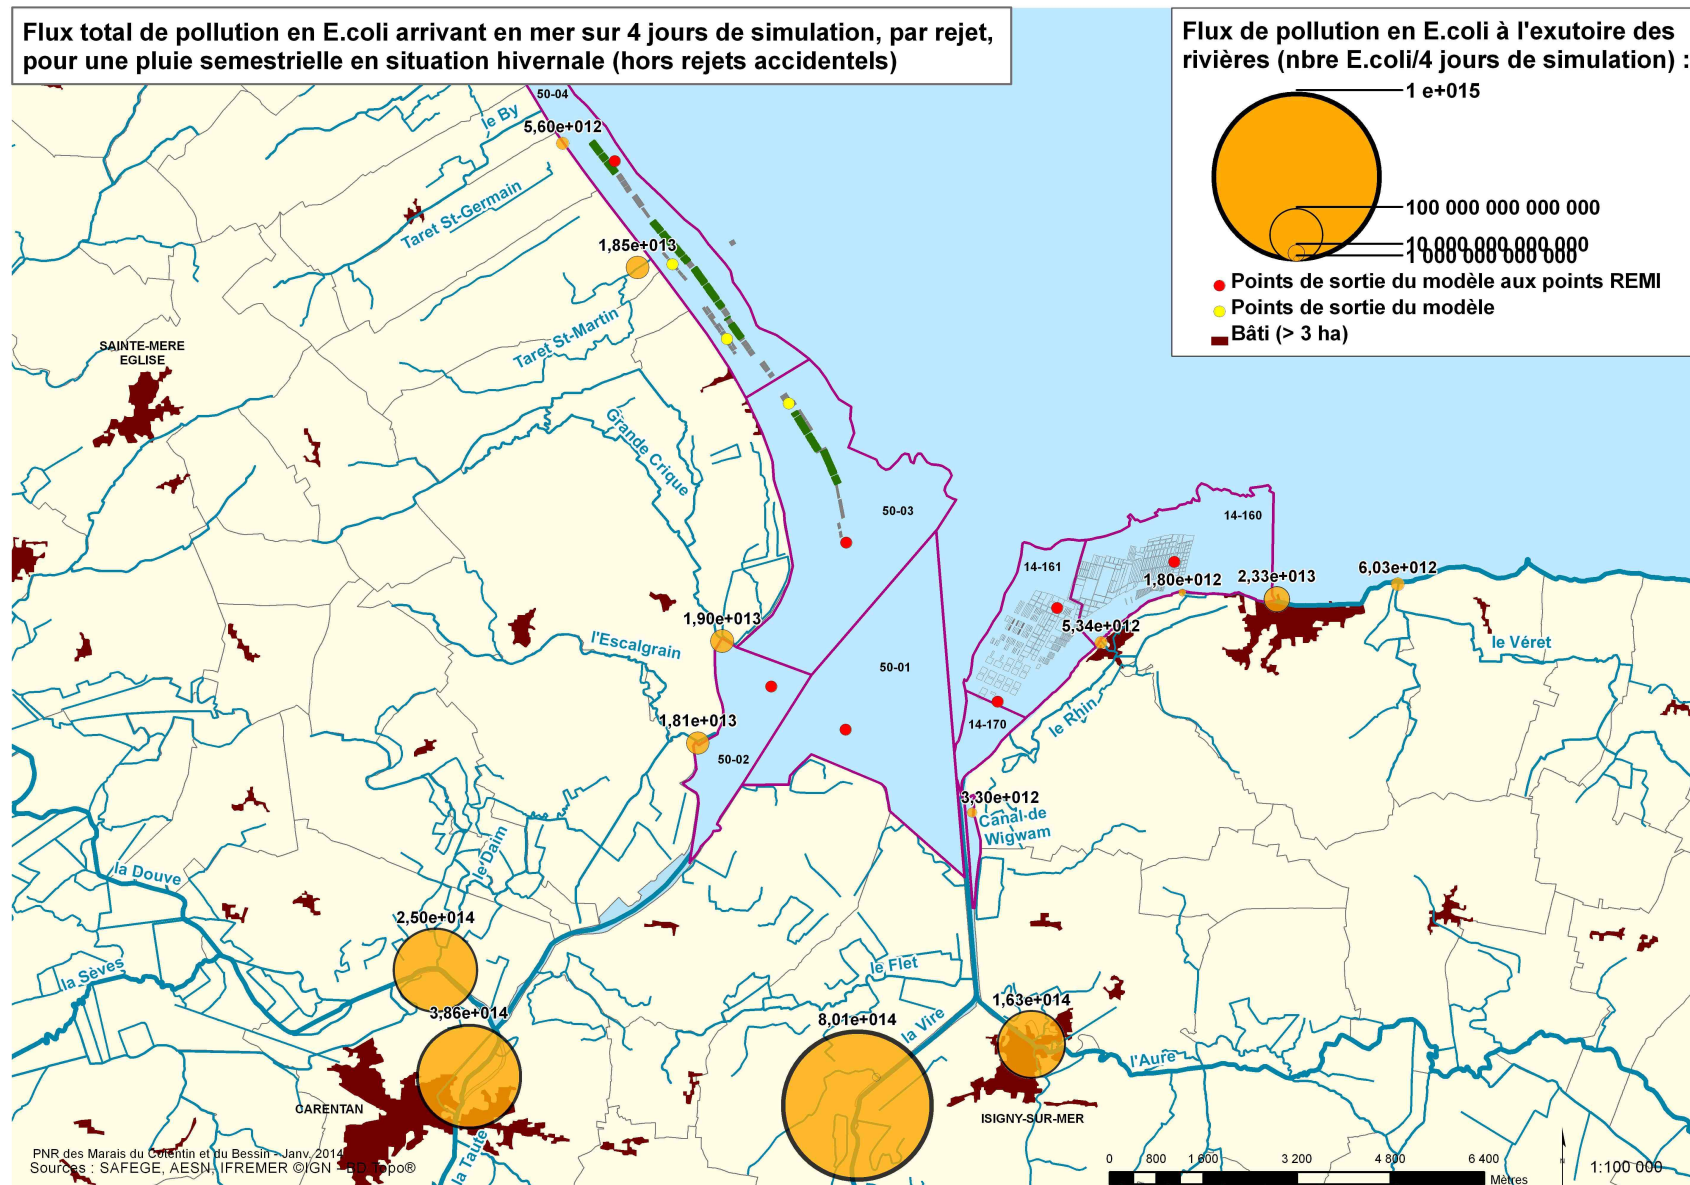 Flux total de pollution en E.coli arrivant en mer sur 4 jours de simulation, par rejet,
pour une pluie semestrielle en situation hivernale (hors rejets accidentels)
Flux de pollution en E.coli à l'exutoire des
rivières (nbre E.coli/4 jours de simulation) :
1 e+015
100 000 000 000 000
10 000 000 000 000
1 000 000 000 000
Points de sortie du modèle aux points REMI
Points de sortie du modèle
Bâti (> 3 ha)
50-04
le By
5,60e+012
Taret St-Germain
1,85e+013
Taret St-Martin
SAINTE-MERE
EGLISE
Grande Crique
50-03
14-160
14-161
1,80e+012
2,33e+013
6,03e+012
1,90e+013
5,34e+012
l'Escalgrain
le Véret
50-01
1,81e+013
14-170
le Rhin
50-02
3,30e+012
Canal de
Wigwam
le Daim
la Douve
2,50e+014
la Sèves
le Flet
3,86e+014
8,01e+014
la Vire
1,63e+014
l'Aure
CARENTAN
ISIGNY-SUR-MER
la Taute
PNR des Marais du Cotentin et du Bessin - Janv. 2014
Sources : SAFEGE, AESN, IFREMER ©IGN - BD Topo®
0 800 1 600 3 200 4 800 6 400
Mètres
1:100 000
N